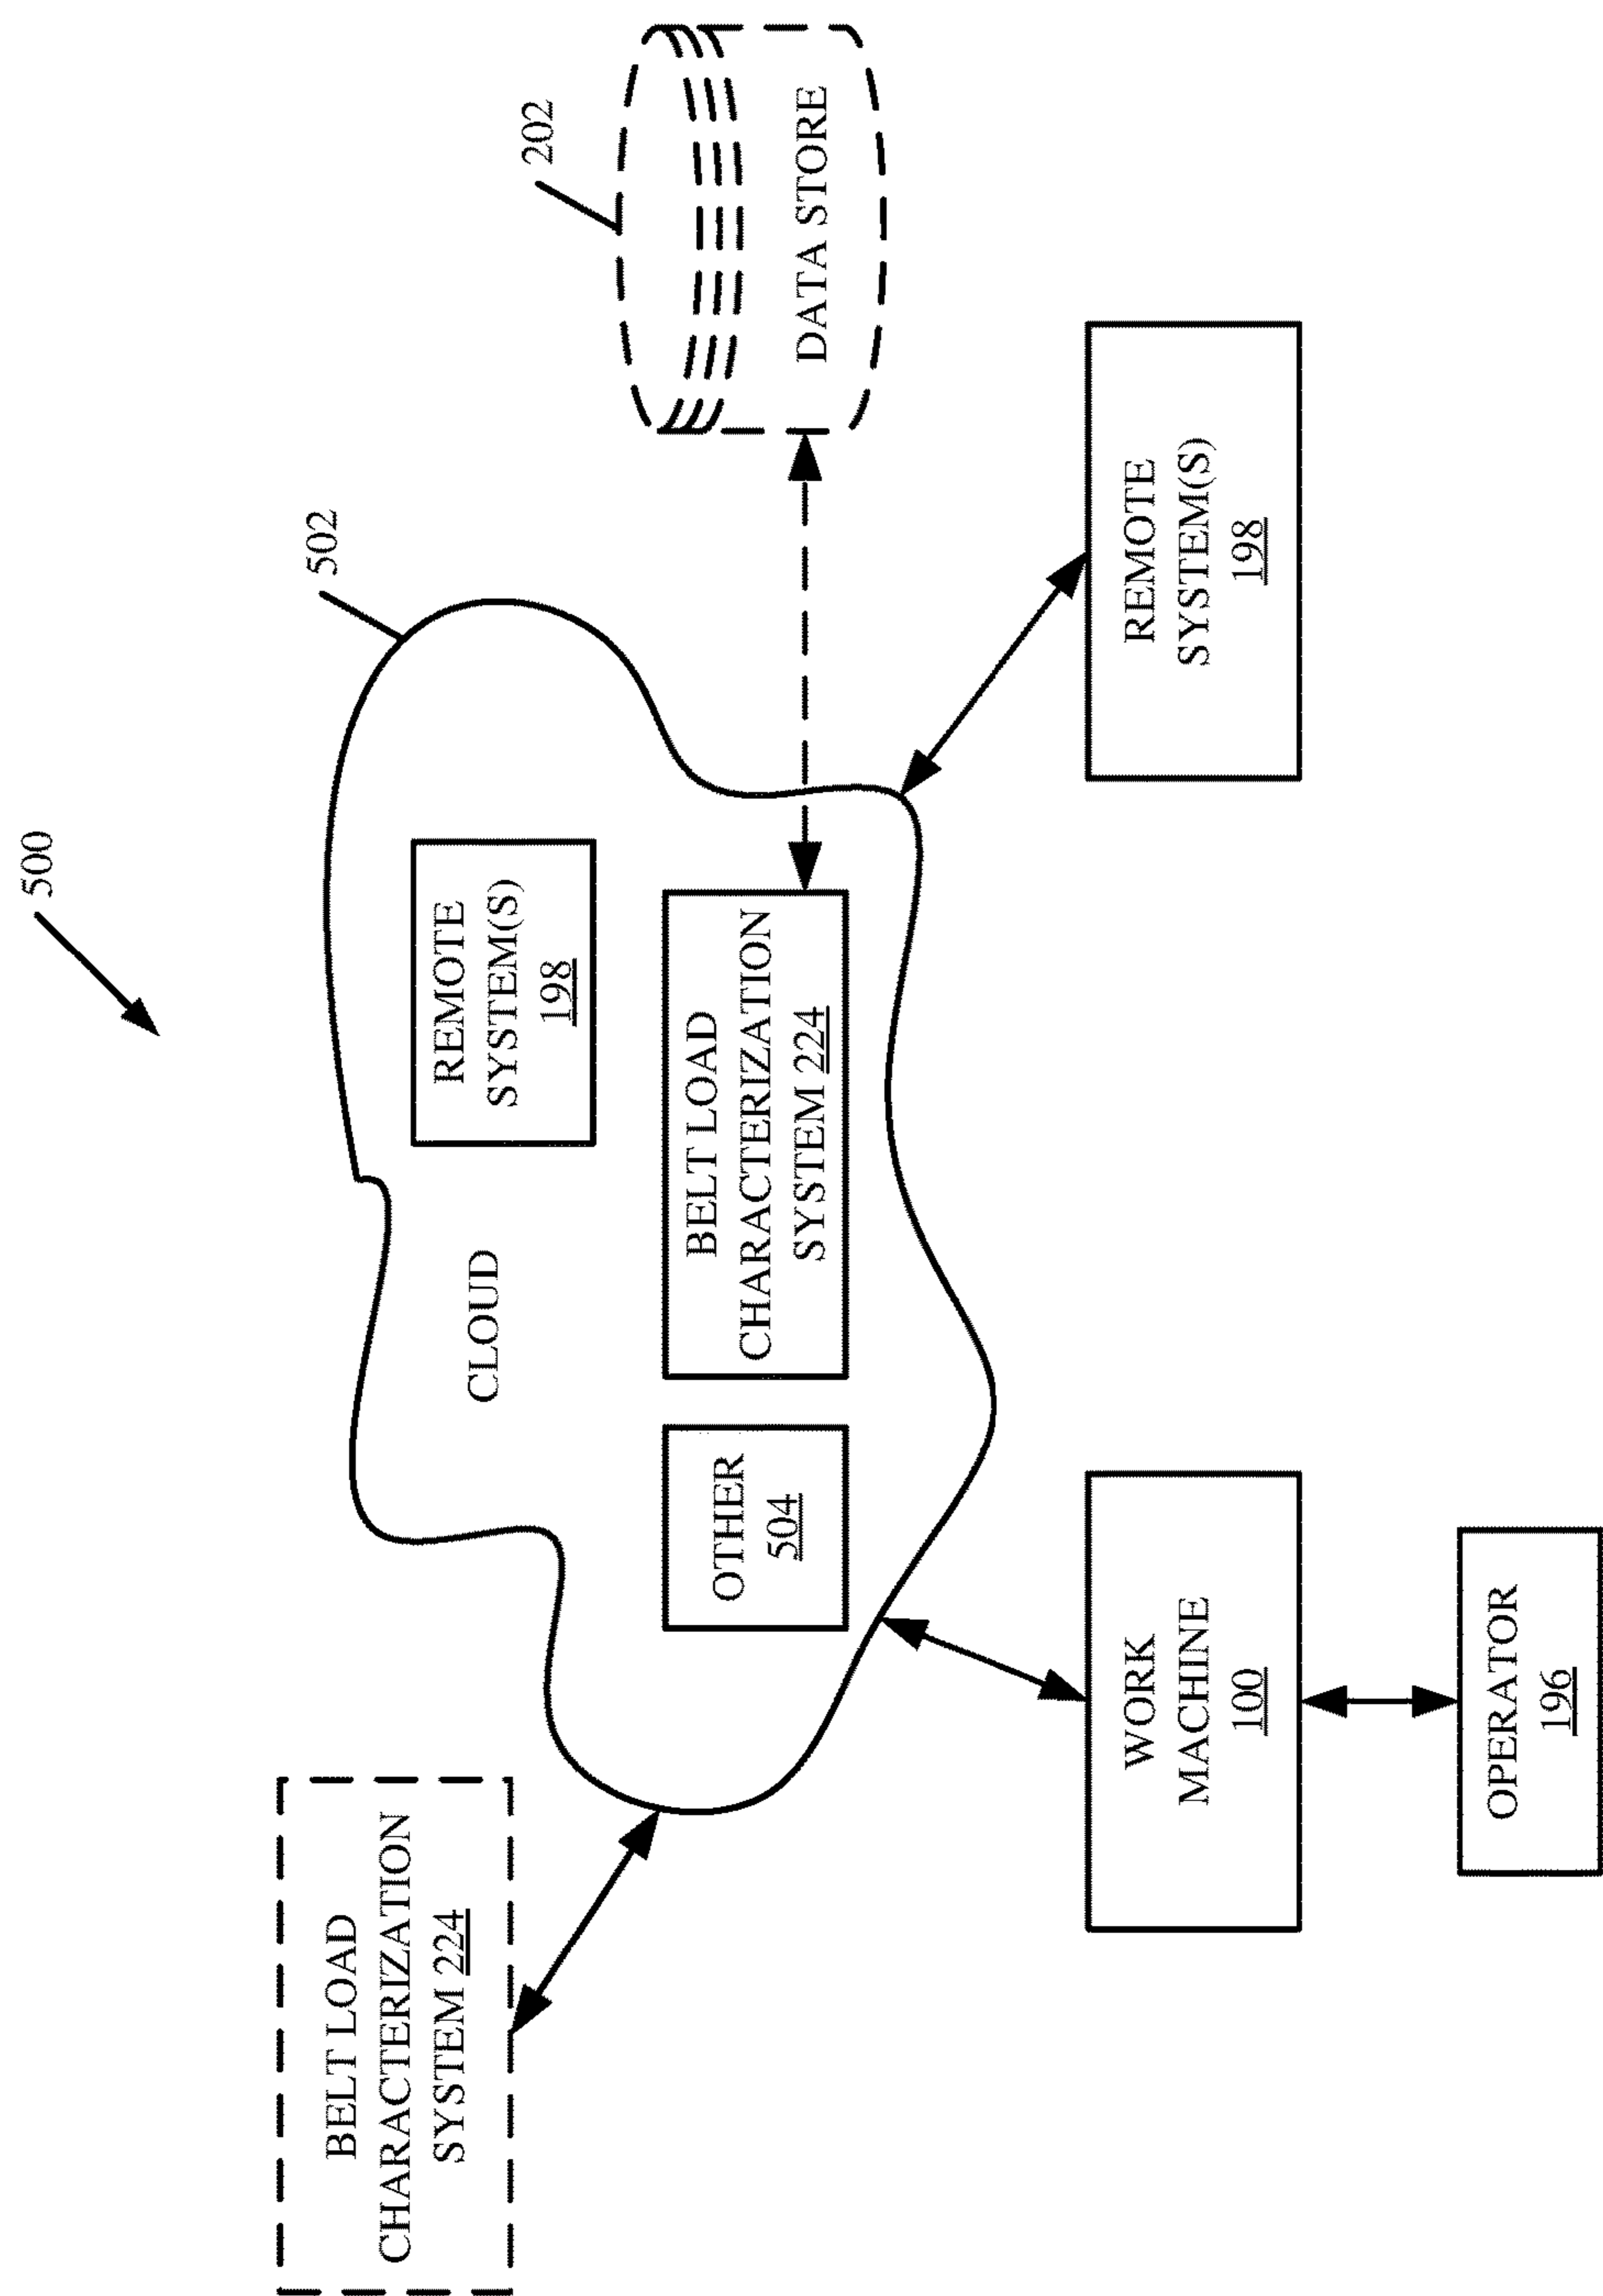 500
502
202
BELT LOAD
CHARACTERIZATION
SYSTEM 224
CLOUD
REMOTE
SYSTEM(S)
198
OTHER
504
BELT LOAD
CHARACTERIZATION
SYSTEM 224
DATA STORE
WORK
MACHINE
100
REMOTE
SYSTEM(S)
198
OPERATOR
196